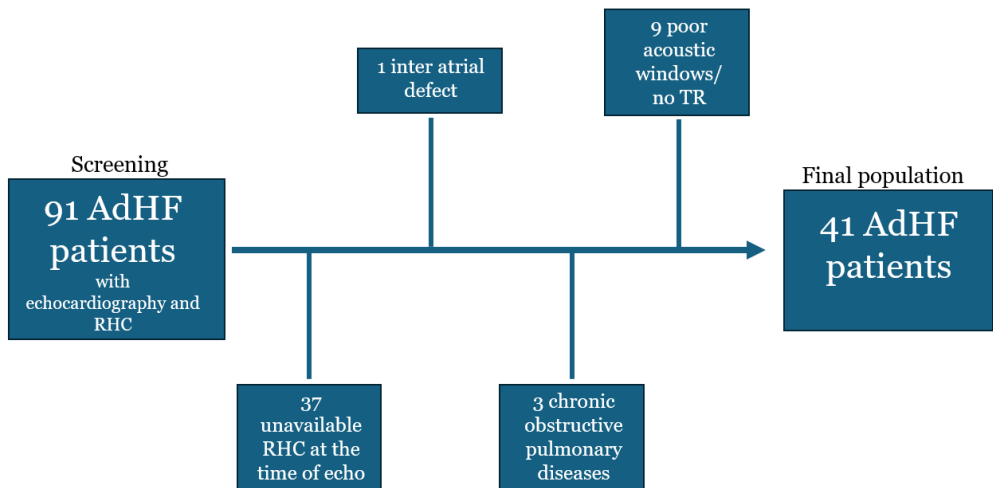 Screening
91 AdHF
patients
with
echocardiography and
RHC
37
unavailable
RHC at the
time of echo
1 inter atrial
defect
3 chronic
obstructive
pulmonary
diseases
9 poor
acoustic
windows/
no TR
Final population
41 AdHF
patients